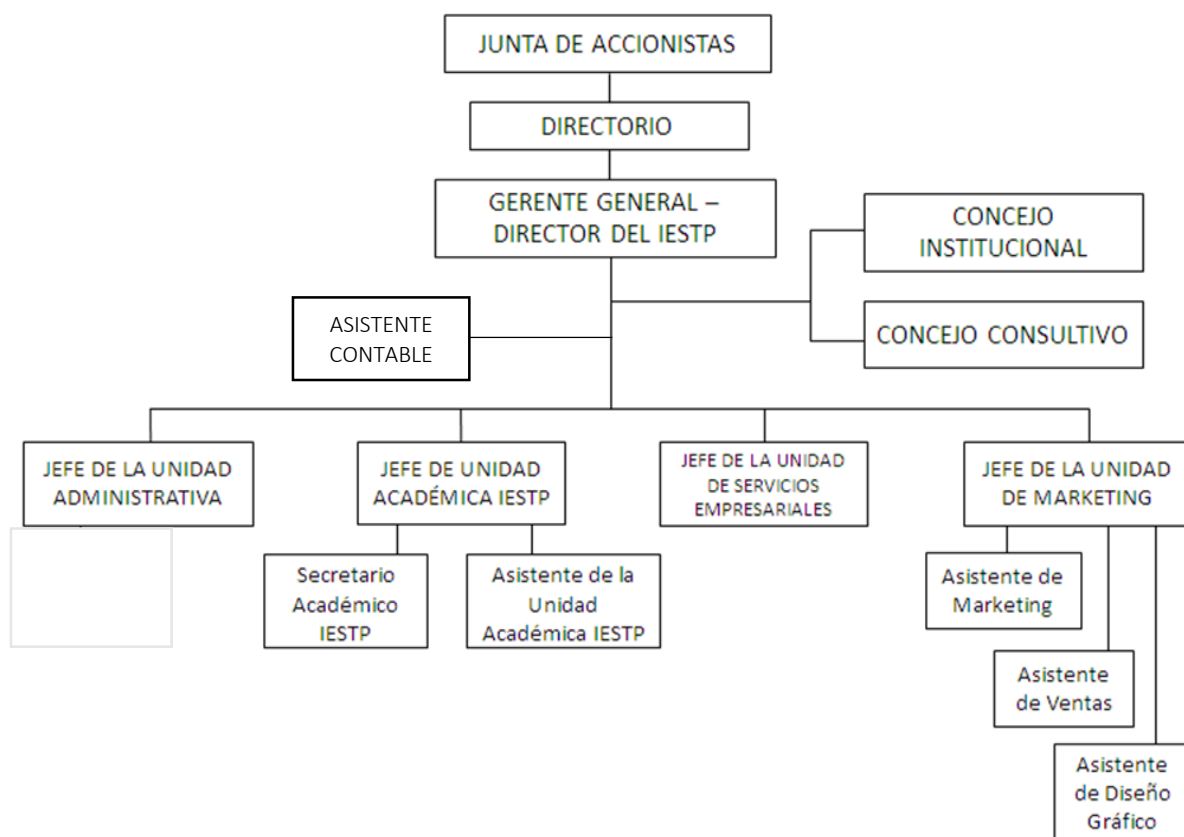 JUNTA DE ACCIONISTAS
DIRECTORIO
GERENTE GENERAL –
DIRECTOR DEL IESTP
CONCEJO
INSTITUCIONAL
ASISTENTE
CONTABLE
CONCEJO CONSULTIVO
JEFE DE LA UNIDAD
ADMINISTRATIVA
JEFE DE UNIDAD
ACADÉMICA IESTP
JEFE DE LA UNIDAD
DE SERVICIOS
EMPRESARIALES
JEFE DE LA UNIDAD
DE MARKETING
Secretario
Académico
IESTP
Asistente de la
Unidad
Académica IESTP
Asistente de
Marketing
Asistente
de Ventas
Asistente
de Diseño
Gráfico